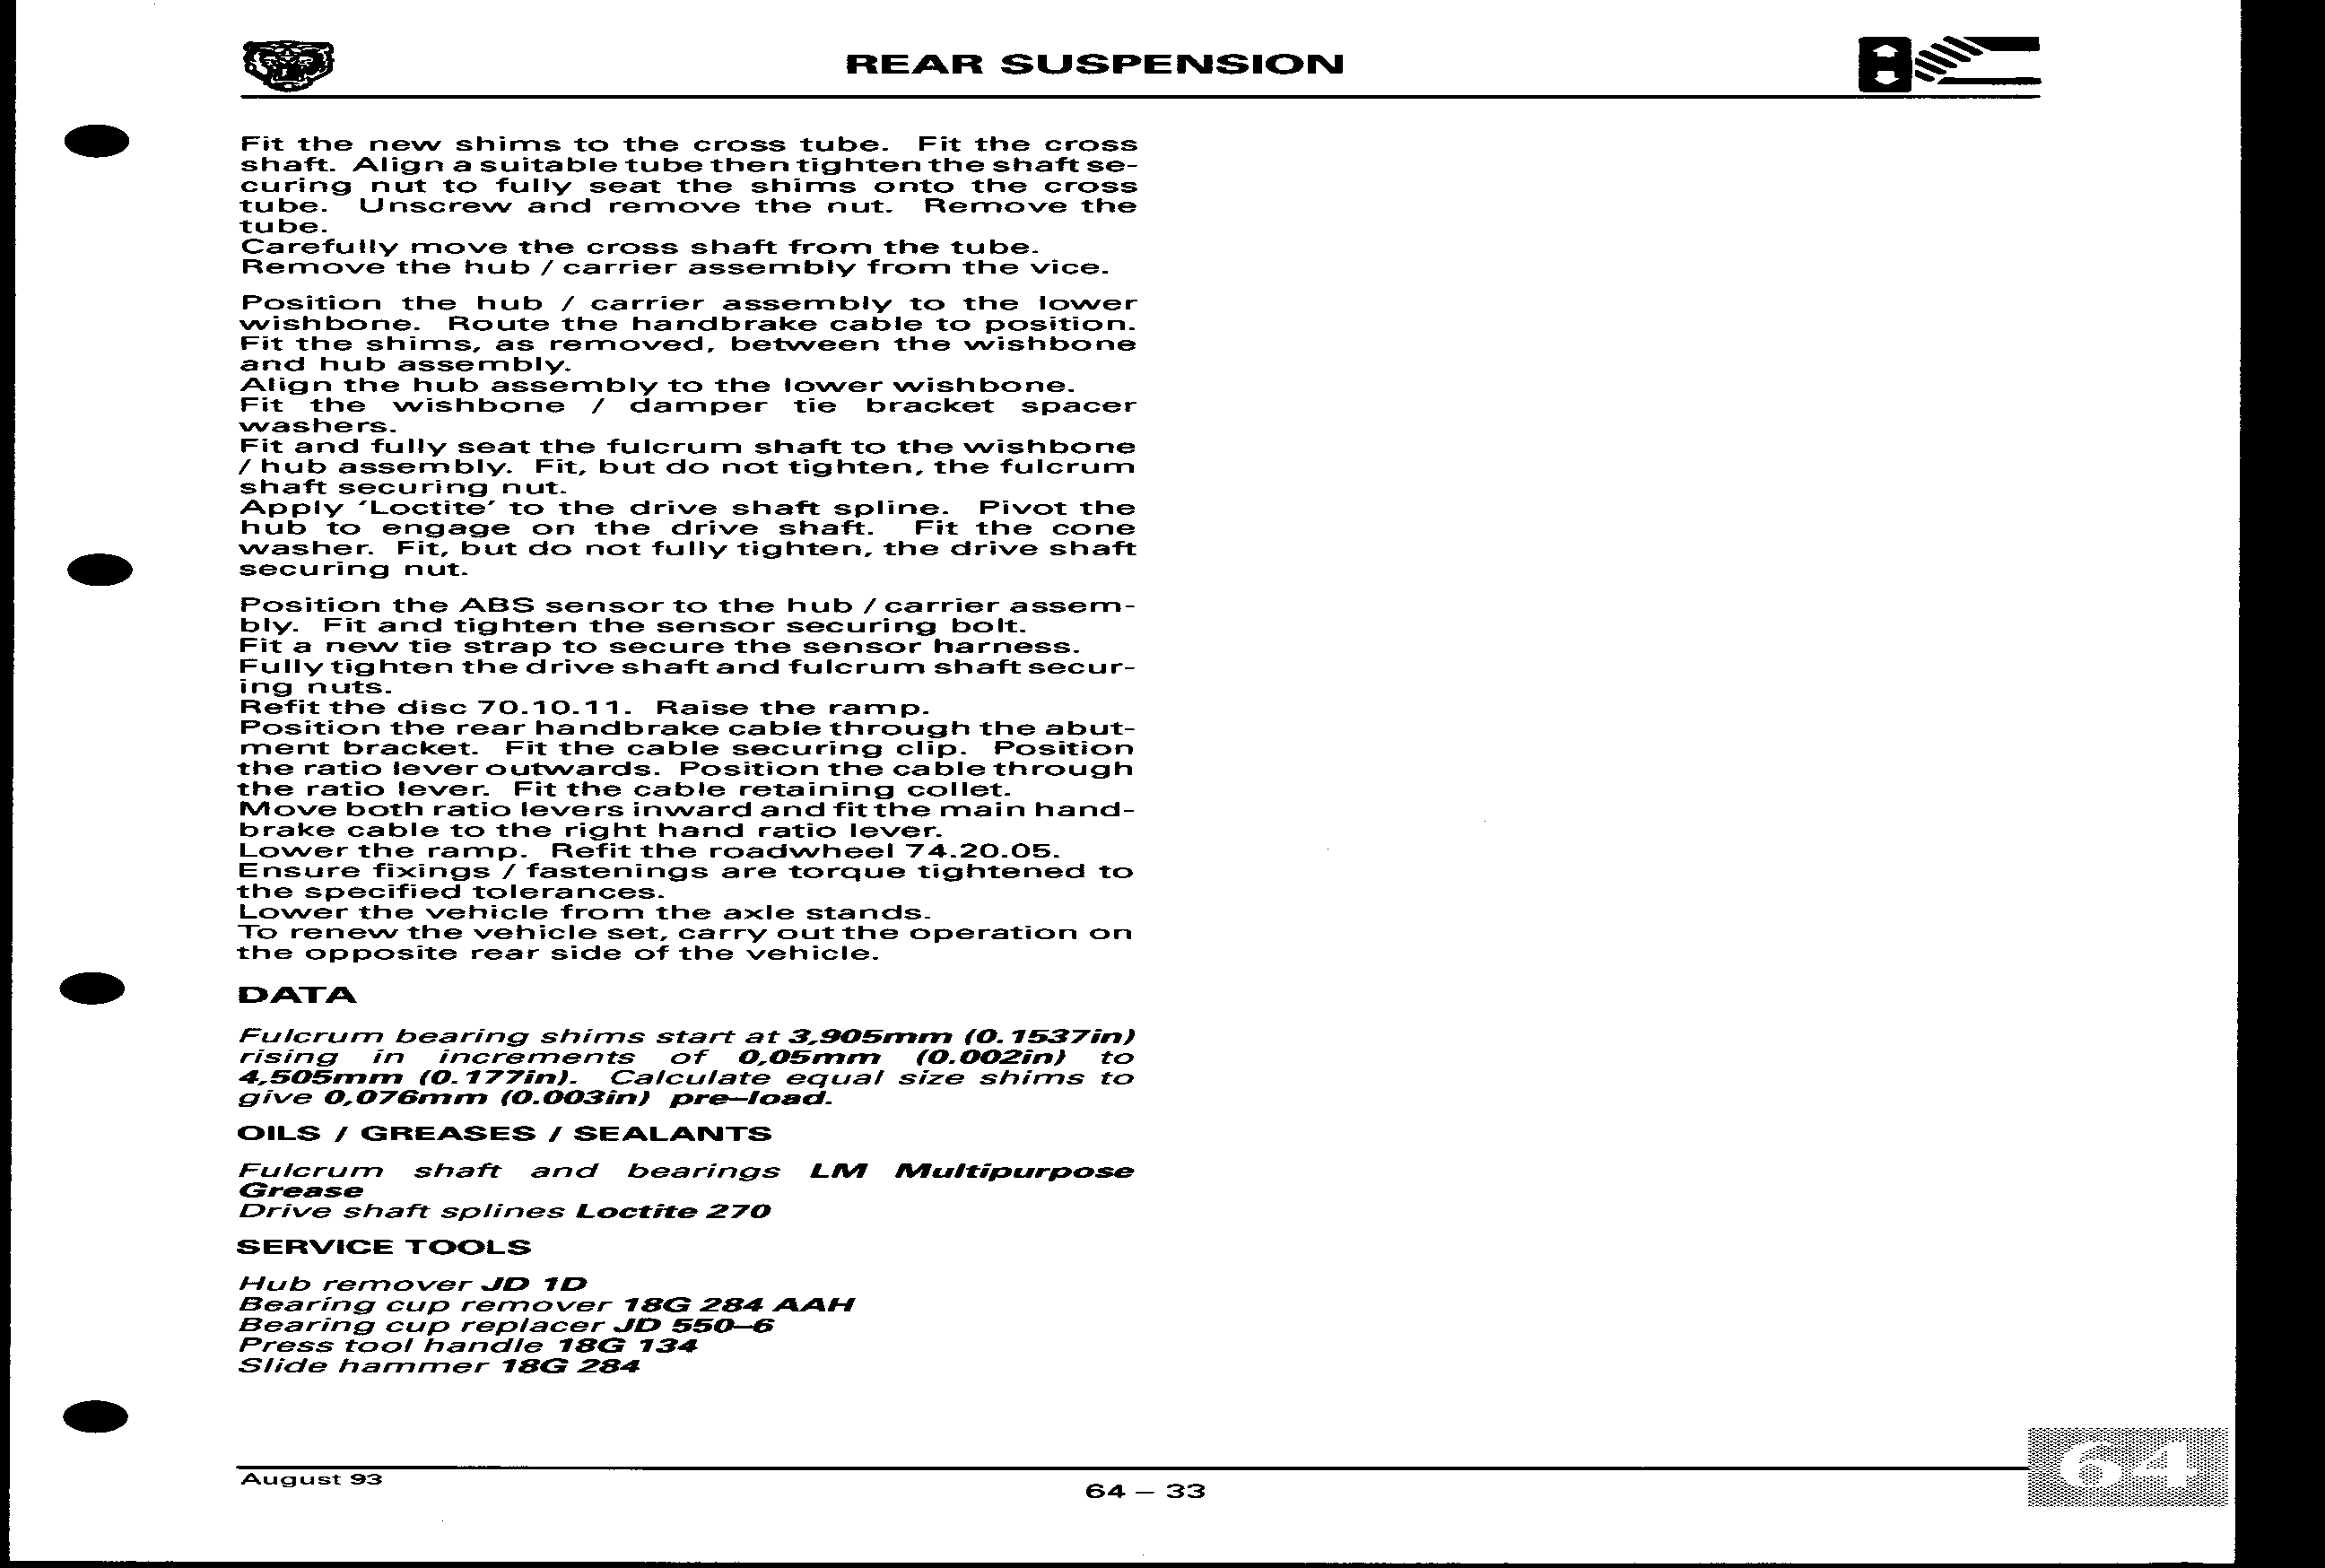 REAR SUSPENSION
Fit the new shims to the cross tube. Fit the cross
shaft. Align a suitable tube then tighten the shaft se-
curing nut to fully seat the shims onto the cross
tube. Unscrew and remove the nut. Remove the
tube.
Carefully move the cross shaft from the tube.
Remove the hub / carrier assembly from the vice.
Position the hub / carrier assembly to the lower
wishbone. Route the handbrake cable to position.
Fit the shims, as removed, between the wishbone
and hub assembly.
Align the hub assembly to the lower wishbone.
Fit the wishbone / damper tie bracket spacer
washers.
Fit and fully seat the fulcrum shaft to the wishbone
/ hub assembly. Fit, but do not tighten, the fulcrum
shaft securing nut.
Apply ‘Loctite’ to the drive shaft spline. Pivot the
hub to engage on the drive shaft. Fit the cone
washer. Fit, but do not fully tighten, the drive shaft
securing nut.
Position the ABS sensor to the hub / carrier assem-
bly. Fit and tighten the sensor securing bolt.
Fit a new tie strap to secure the sensor harness.
Fully tighten the drive shaft and fulcrum shaft secur-
ing nuts.
Refit the disc 70.10.11. Raise the ramp.
Position the rear handbrake cable through the abut-
ment bracket. Fit the cable securing clip. Position
the ratio lever outwards. Position the cable through
the ratio lever. Fit the cable retaining collet.
Move both ratio levers inward and fit the main hand-
brake cable to the right hand ratio lever.
Lower the ramp. Refit the roadwheel 74.20.05.
Ensure fixings / fastenings are torque tightened to
the specified tolerances.
Lower the vehicle from the axle stands.
To renew the vehicle set, carry out the operation on
the opposite rear side of the vehicle.
DATA
Fulcrum bearing shims start at 3,905mm (0.1537in)
rising in increments of 0,05mm (0.002in) to
4,505mm (0.177in). Calculate equal size shims to
give 0,076mm (0.003in) pre–load.
OILS / GREASES / SEALANTS
Fulcrum shaft and bearings LM Multipurpose
Grease
Drive shaft splines Loctite 270
SERVICE TOOLS
Hub remover JD 1D
Bearing cup remover 18G 284 AAH
Bearing cup replacer JD 550–6
Press tool handle 18G 134
Slide hammer 18G 284
64
August 93
64 – 33